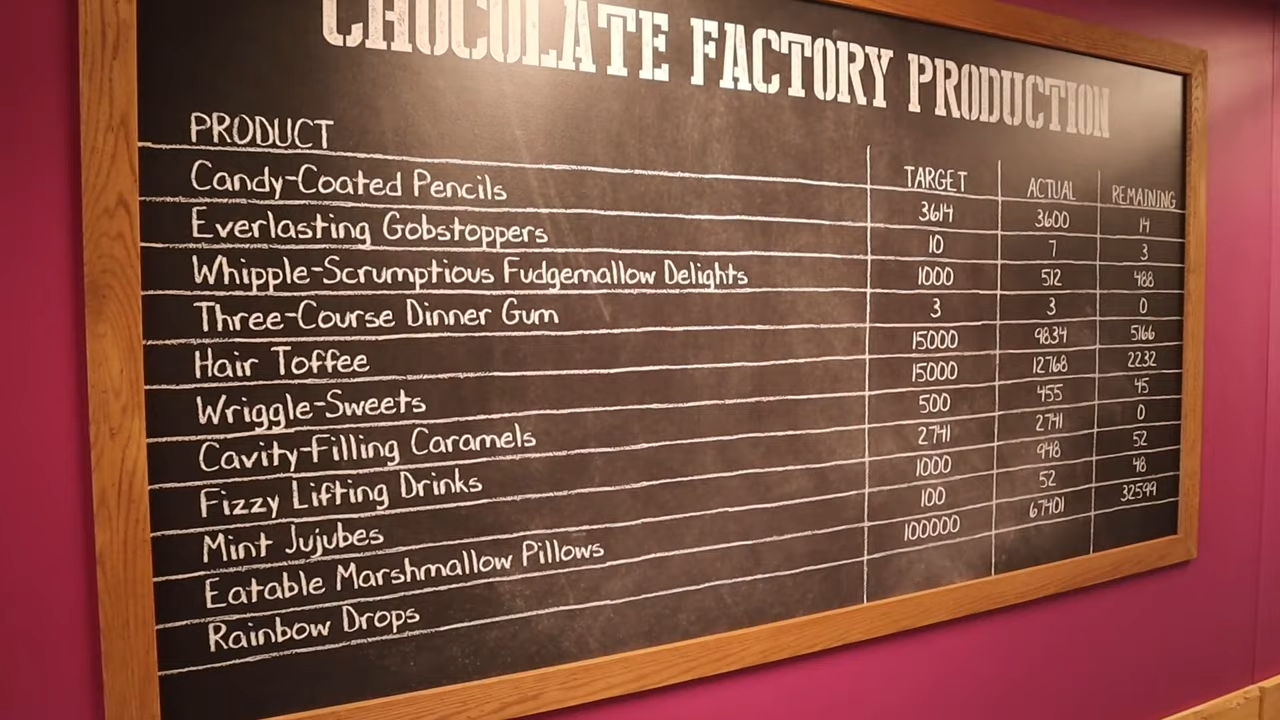 CHOCOLATE FACTORY PRODUCTION
PRODUCT TARGET ACTUAL REMAINING
Candy-Coated Pencils 3614 3600 14
Everlasting Gobstoppers 10 7 3
Whipple-Scrumptious Fudgemallow Delights 1000 512 488
Three-Course Dinner Gum 3 3 0
Hair Toffee 15000 9834 5166
Wriggle-Sweets 15000 12768 2232
Cavity-Filling Caramels 500 455 45
Fizzy Lifting Drinks 2741 2741 0
Mint Jujubes 1000 948 52
Eatable Marshmallow Pillows 100 52 48
Rainbow Drops 100000 67401 32599